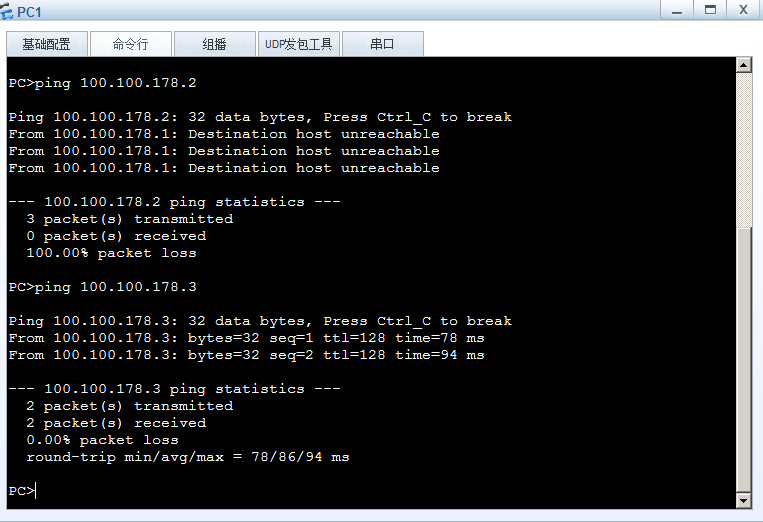 PC1
基础配置 命令行 组播 UDP发包工具 串口
PC>ping 100.100.178.2
Ping 100.100.178.2: 32 data bytes, Press Ctrl_C to break
From 100.100.178.1: Destination host unreachable
From 100.100.178.1: Destination host unreachable
From 100.100.178.1: Destination host unreachable
--- 100.100.178.2 ping statistics ---
3 packet(s) transmitted
0 packet(s) received
100.00% packet loss
PC>ping 100.100.178.3
Ping 100.100.178.3: 32 data bytes, Press Ctrl_C to break
From 100.100.178.3: bytes=32 seq=1 ttl=128 time=78 ms
From 100.100.178.3: bytes=32 seq=2 ttl=128 time=94 ms
--- 100.100.178.3 ping statistics ---
2 packet(s) transmitted
2 packet(s) received
0.00% packet loss
round-trip min/avg/max = 78/86/94 ms
PC>